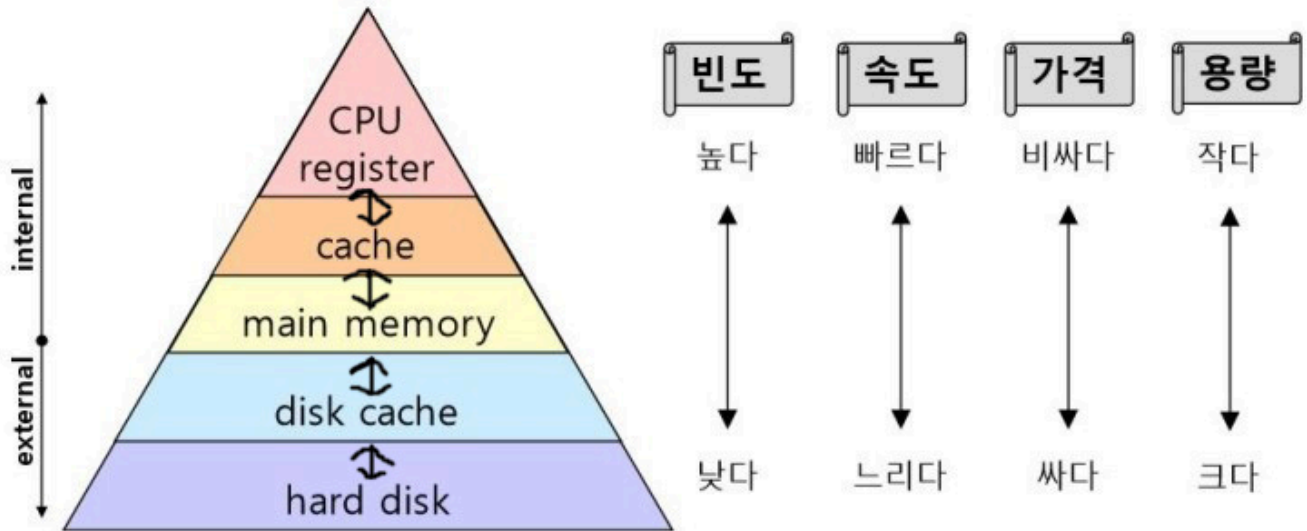 빈도 속도 가격 용량
높다 빠르다 비싸다 작다
낮다 느리다 싸다 크다
internal
external
CPU
register
cache
main memory
disk cache
hard disk